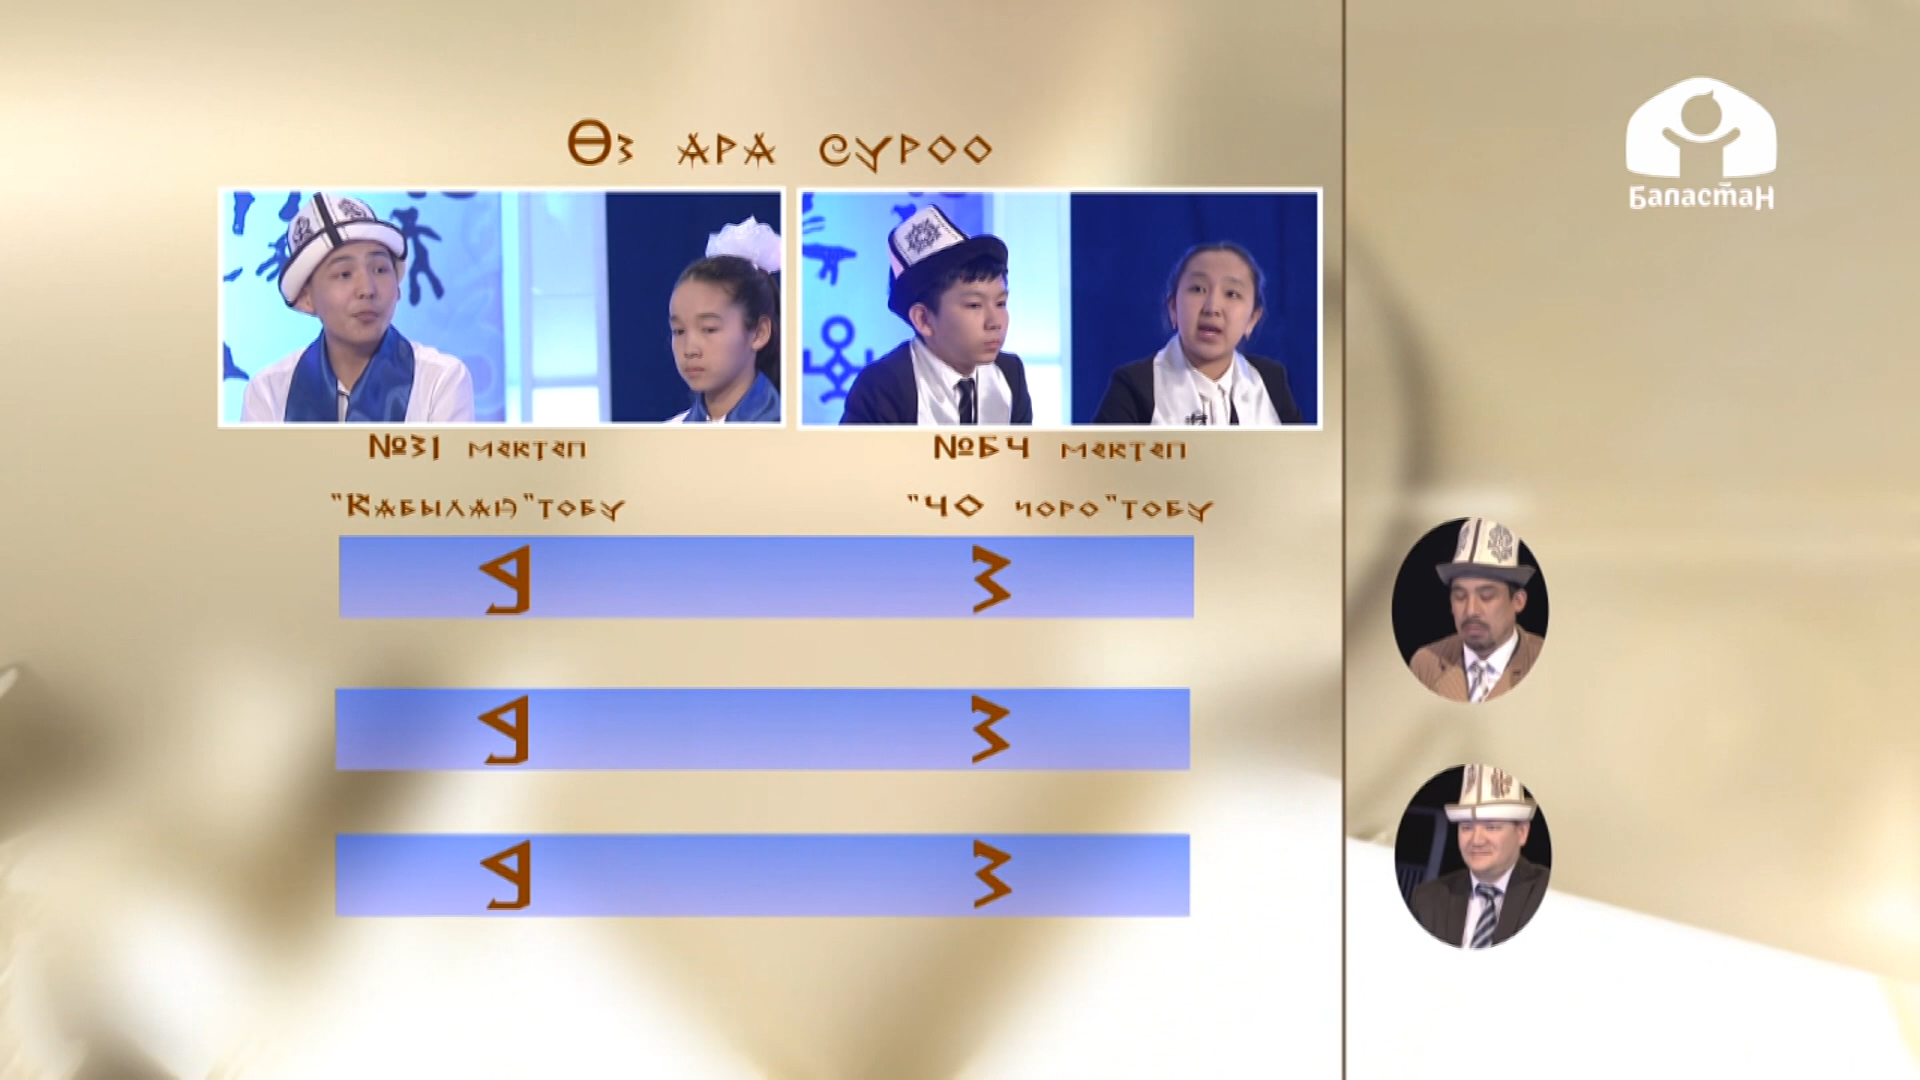 Өз ара суроо
Баластан
№31 мектеп
№64 мектеп
"Кабылан"тобу
"40 чоро"тобу
9 3
9 3
9 3